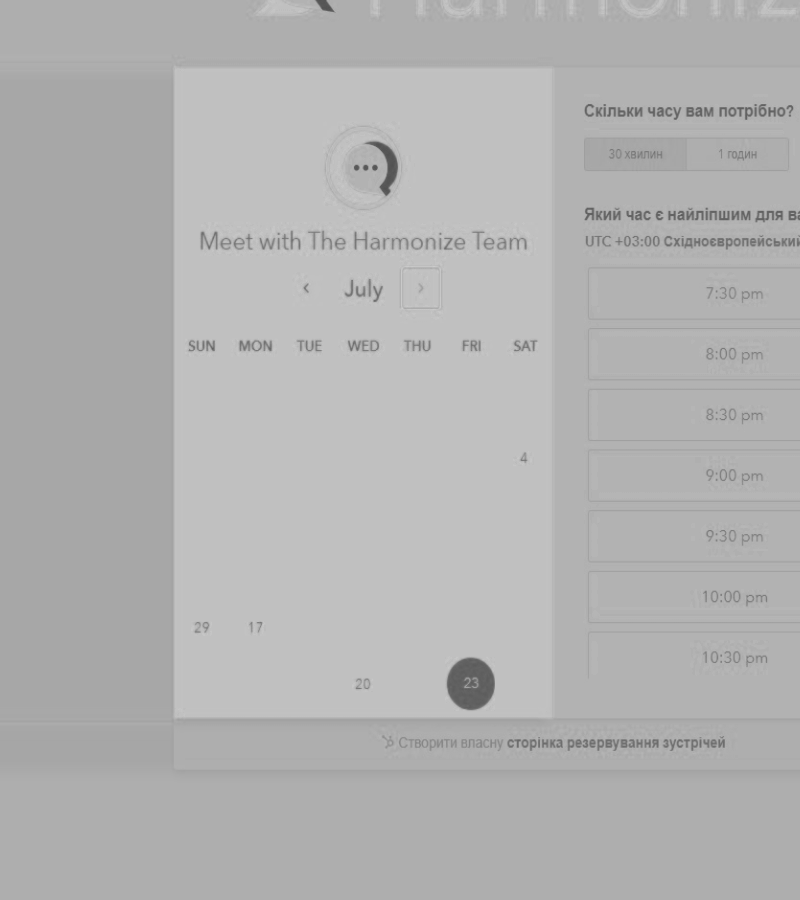 Harmoniz
Meet with The Harmonize Team
‹ July ›
SUN MON TUE WED THU FRI SAT
4
29 17
20 23
Скільки часу вам потрібно?
30 хвилин 1 годин
Який час є найліпшим для ва
UTC +03:00 Східноєвропейський
7:30 pm
8:00 pm
8:30 pm
9:00 pm
9:30 pm
10:00 pm
10:30 pm
Створити власну сторінка резервування зустрічей